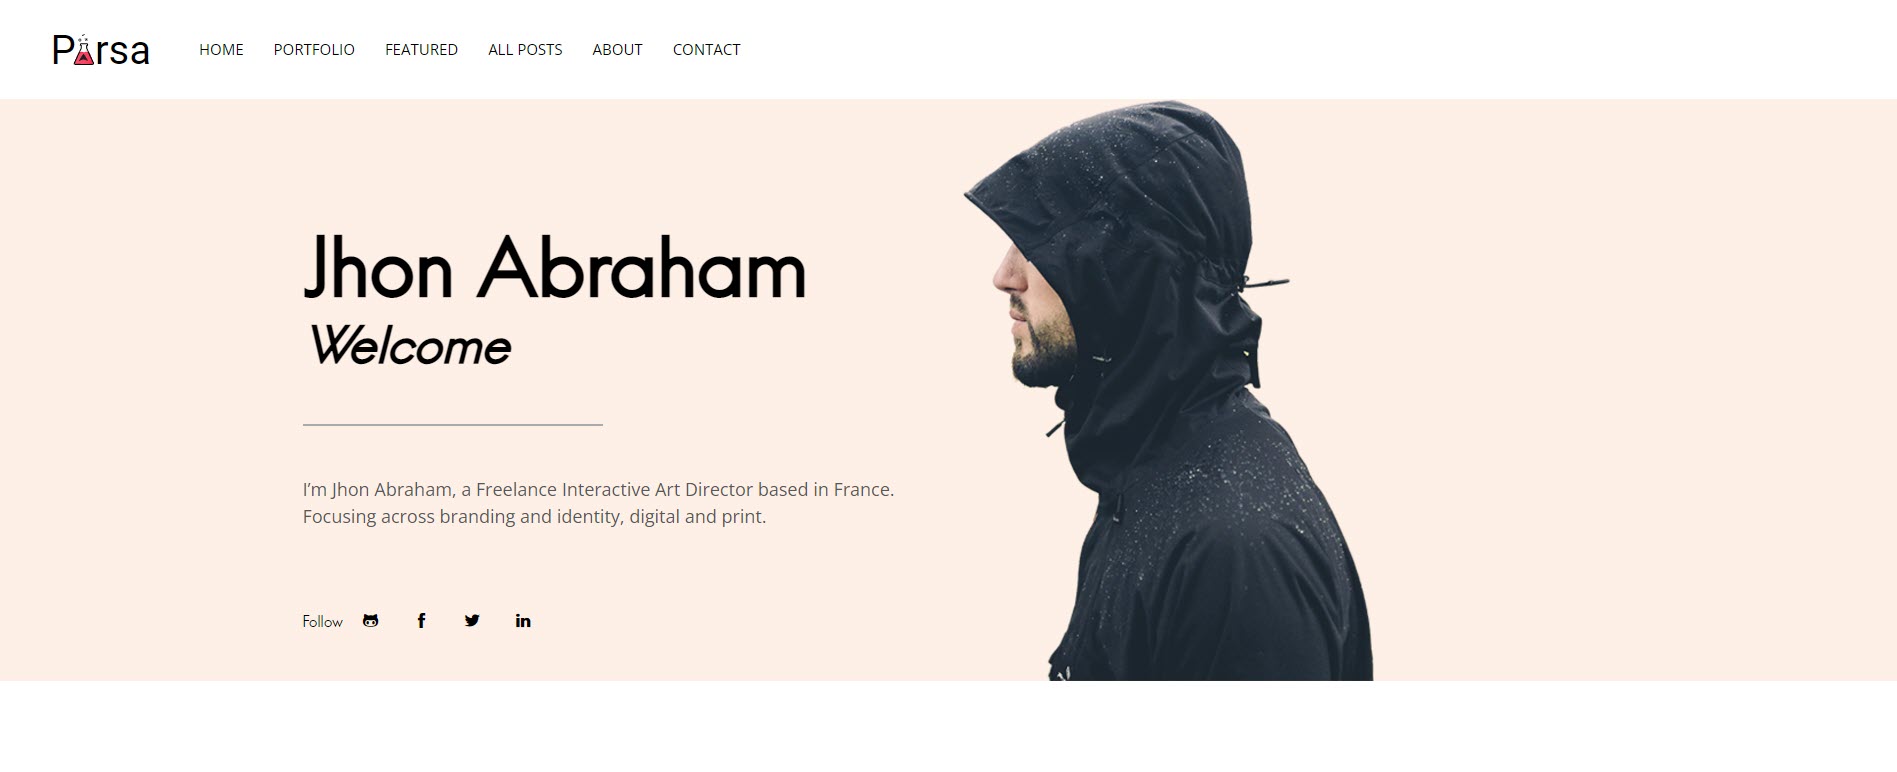 Parsa
HOME PORTFOLIO FEATURED ALL POSTS ABOUT CONTACT
Jhon Abraham
Welcome
I’m Jhon Abraham, a Freelance Interactive Art Director based in France.
Focusing across branding and identity, digital and print.
Follow